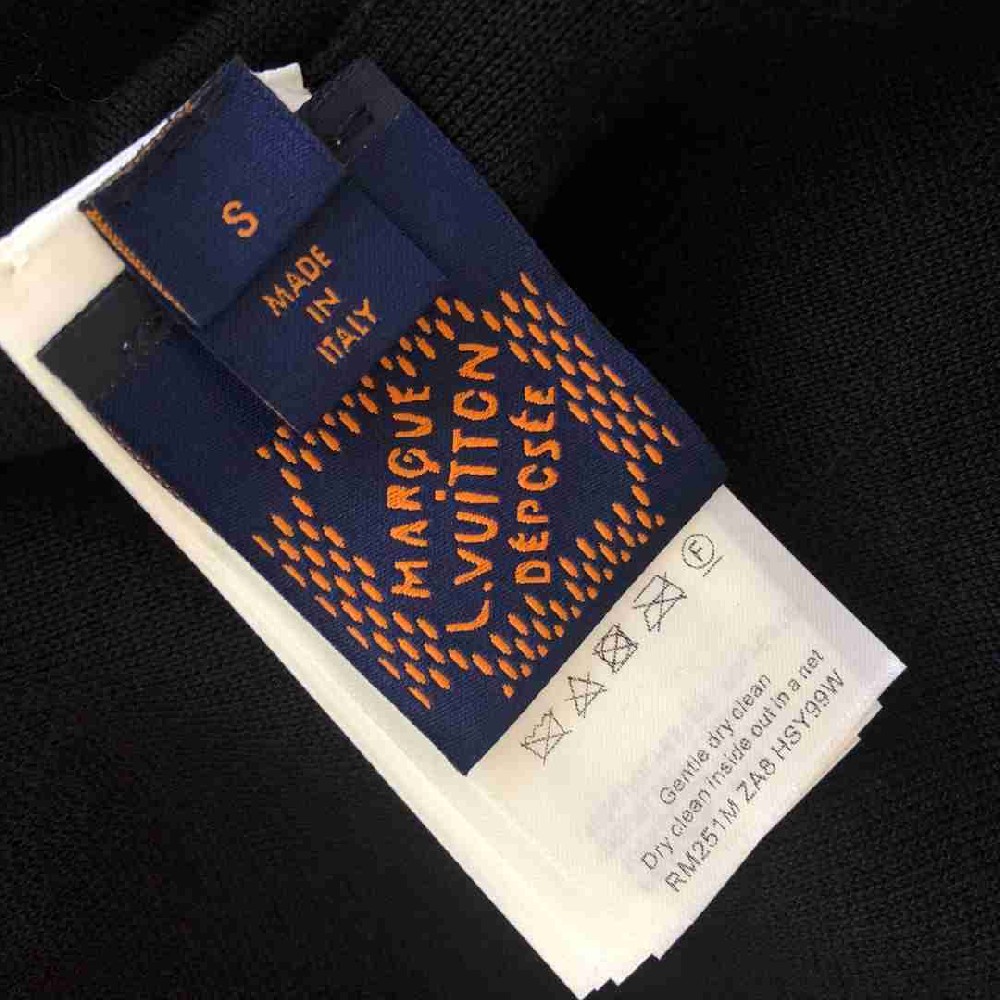 S
MADE
IN
ITALY
MARQUE
L.VUITTON
DÉPOSÉE
F
Gentle dry clean
Dry clean inside out in a net
RM251M ZA8 HSY99W